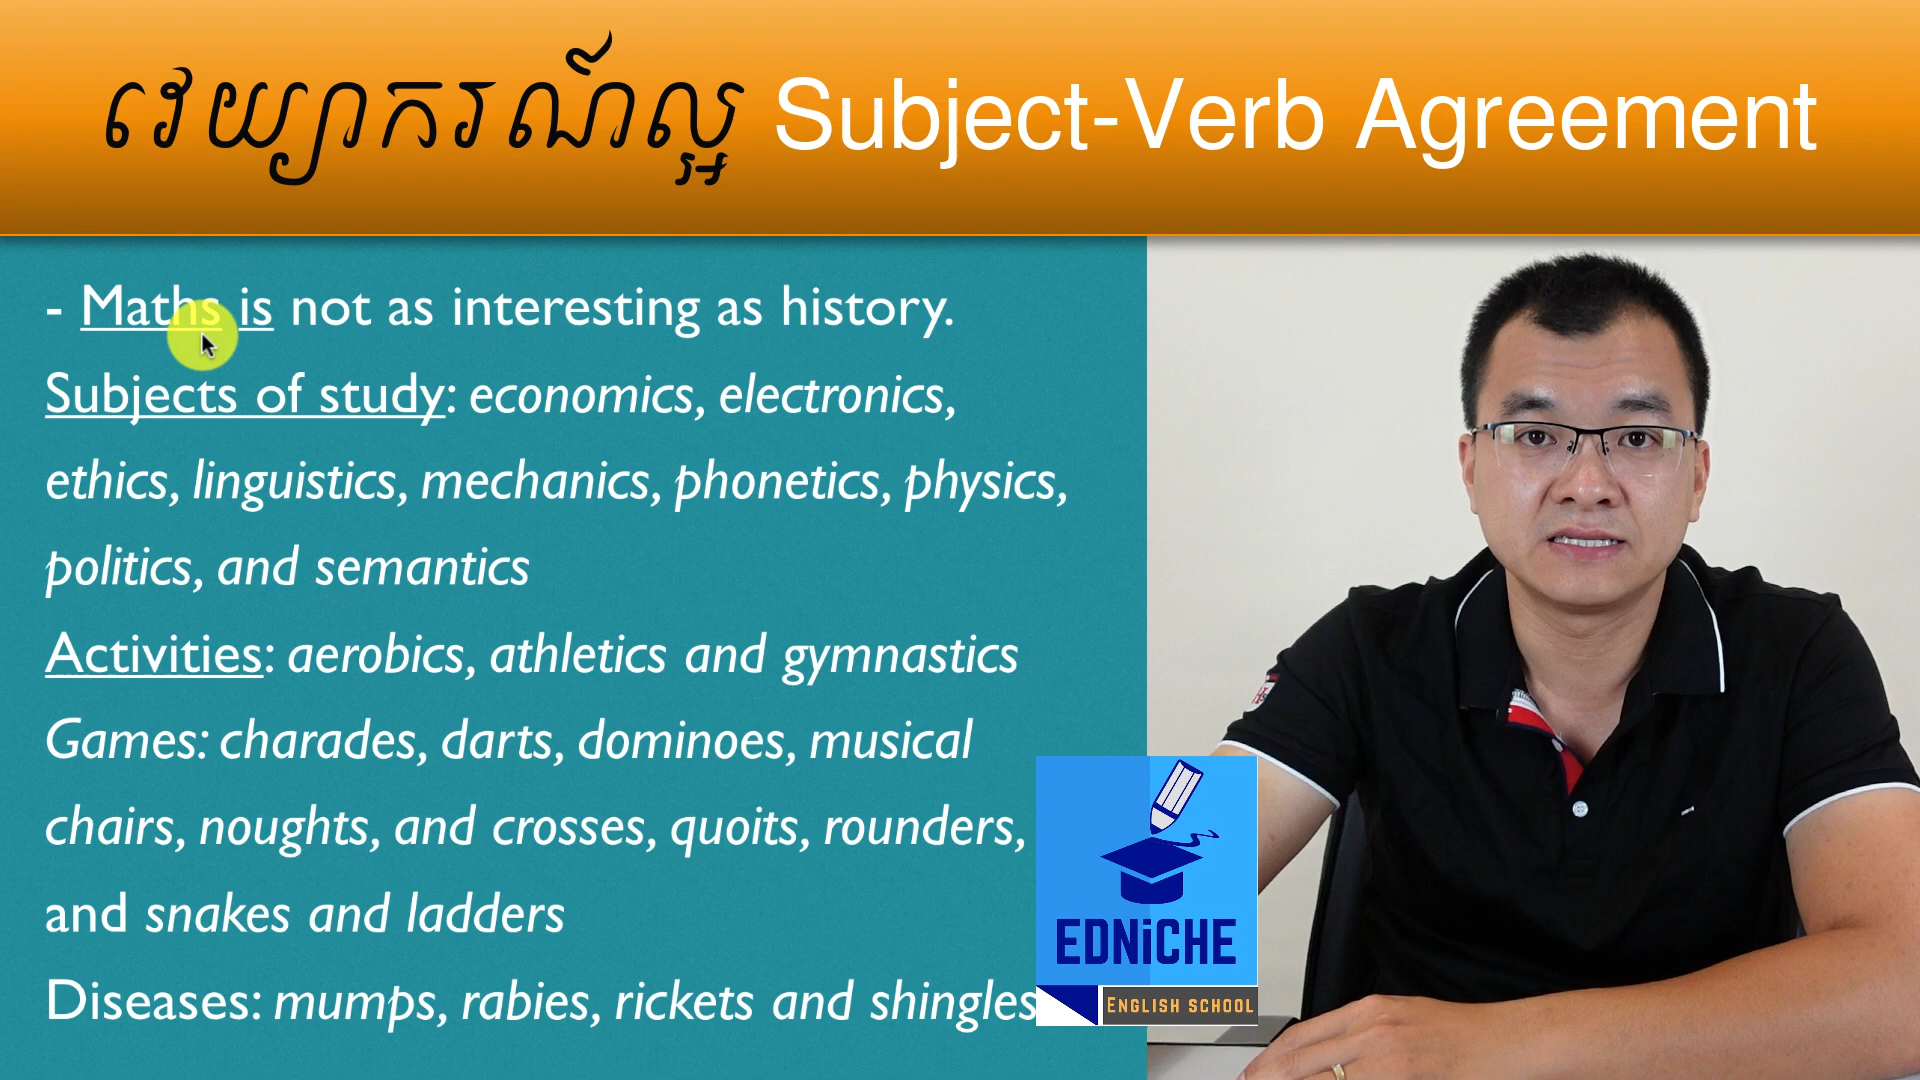 វេយ្យាករណ៍ល្អ Subject-Verb Agreement
- Maths is not as interesting as history.
Subjects of study: economics, electronics,
ethics, linguistics, mechanics, phonetics, physics,
politics, and semantics
Activities: aerobics, athletics and gymnastics
Games: charades, darts, dominoes, musical
chairs, noughts, and crosses, quoits, rounders,
and snakes and ladders
Diseases: mumps, rabies, rickets and shingles
EDNiCHE
ENGLISH SCHOOL